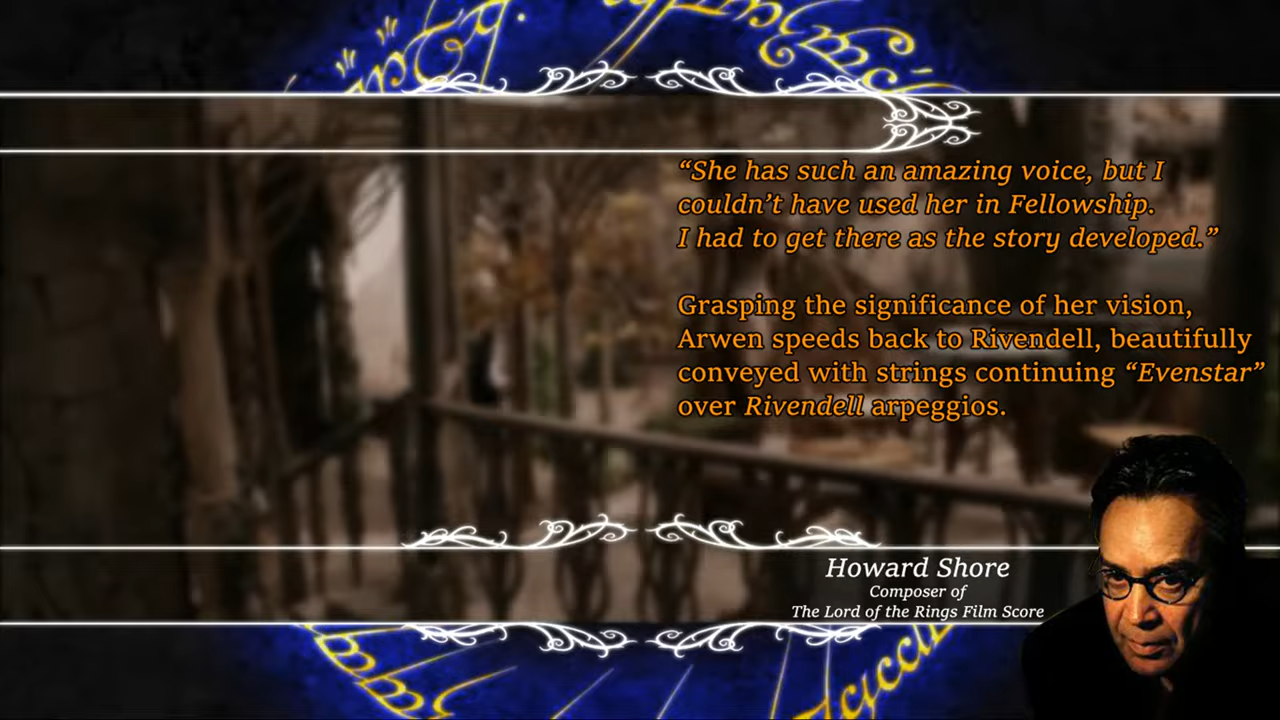 “She has such an amazing voice, but I
couldn’t have used her in Fellowship.
I had to get there as the story developed.”
Grasping the significance of her vision,
Arwen speeds back to Rivendell, beautifully
conveyed with strings continuing “Evenstar”
over Rivendell arpeggios.
Howard Shore
Composer of
The Lord of the Rings Film Score